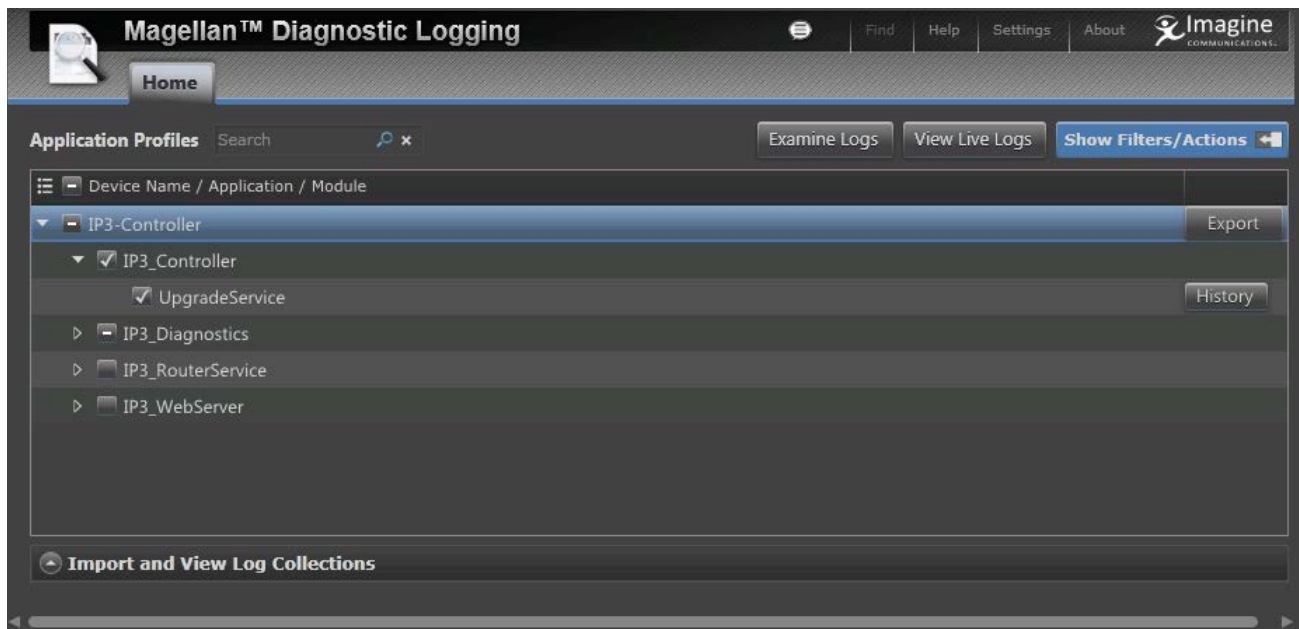 Magellan™ Diagnostic Logging
Find Help Settings About Imagine
COMMUNICATIONS.
Home
Application Profiles Search Examine Logs View Live Logs Show Filters/Actions
Device Name / Application / Module
IP3-Controller Export
IP3_Controller
UpgradeService History
IP3_Diagnostics
IP3_RouterService
IP3_WebServer
Import and View Log Collections